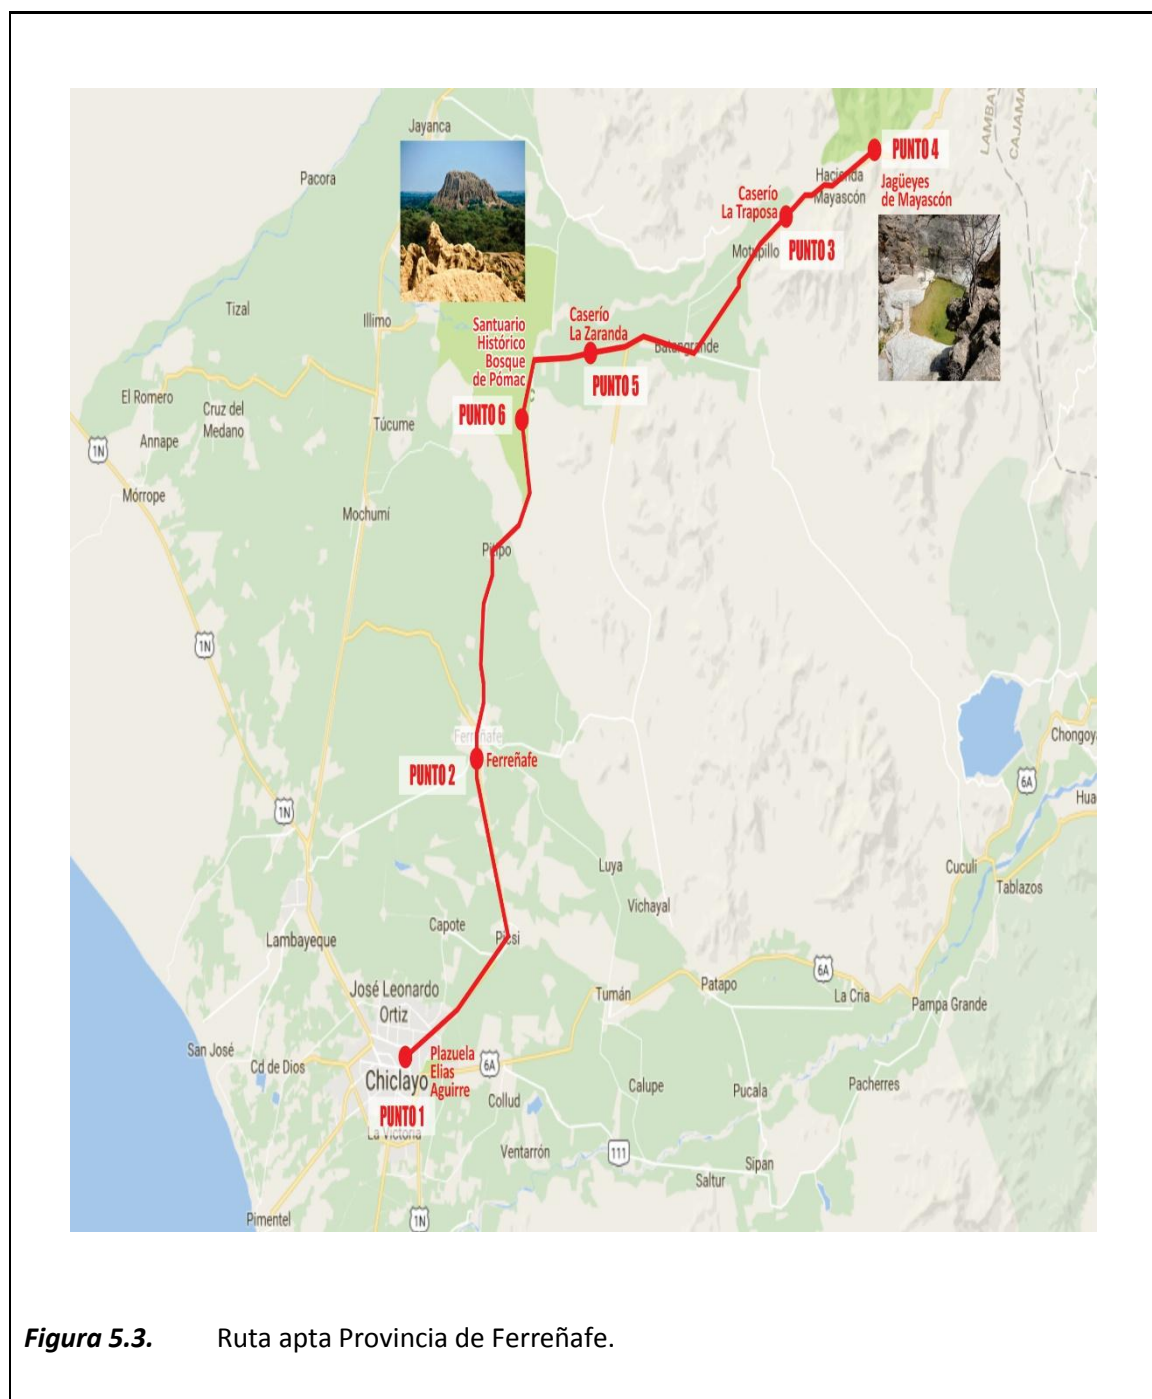 Jayanca
LAMBAY
CAJAMA
PUNTO 4
Pacora
Hacienda
Mayascón
Jagüeyes
de Mayascón
Caserío
La Traposa
Motupillo
PUNTO 3
Tizal
Illimo
Santuario
Histórico
Bosque
de Pómac
Caserío
La Zaranda
Batangrande
PUNTO 5
El Romero
Cruz del
Medano
PUNTO 6
Túcume
1N
Annape
Mórrope
Mochumí
Pitipo
1N
Ferreñafe
Ferreñafe
PUNTO 2
Chongoy
6A
Hua
1N
Luya
Cuculi
Tablazos
Vichayal
Capote
Picsi
Lambayeque
6A
José Leonardo
Ortiz
Tumán
Patapo
La Cria
Pampa Grande
San José
Cd de Dios
Plazuela
Elias
Aguirre
6A
Chiclayo
Collud
Calupe
Pucala
Pacherres
PUNTO 1
La Victoria
Ventarrón
111
Sipan
Saltur
Pimentel
1N
Figura 5.3. Ruta apta Provincia de Ferreñafe.